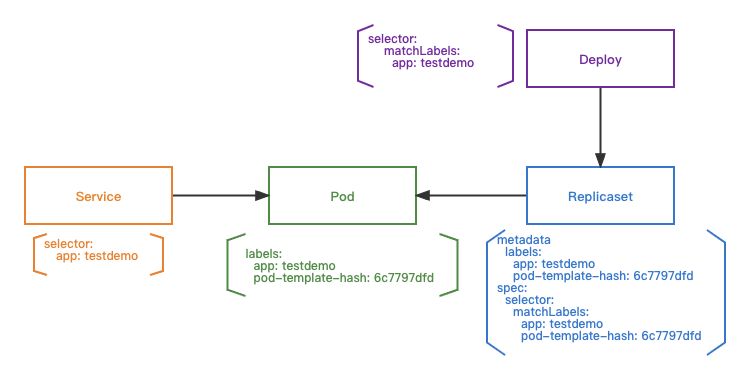 selector:
matchLabels:
app: testdemo
Deploy
Service
Pod
Replicaset
selector:
app: testdemo
labels:
app: testdemo
pod-template-hash: 6c7797dfd
metadata
labels:
app: testdemo
pod-template-hash: 6c7797dfd
spec:
selector:
matchLabels:
app: testdemo
pod-template-hash: 6c7797dfd